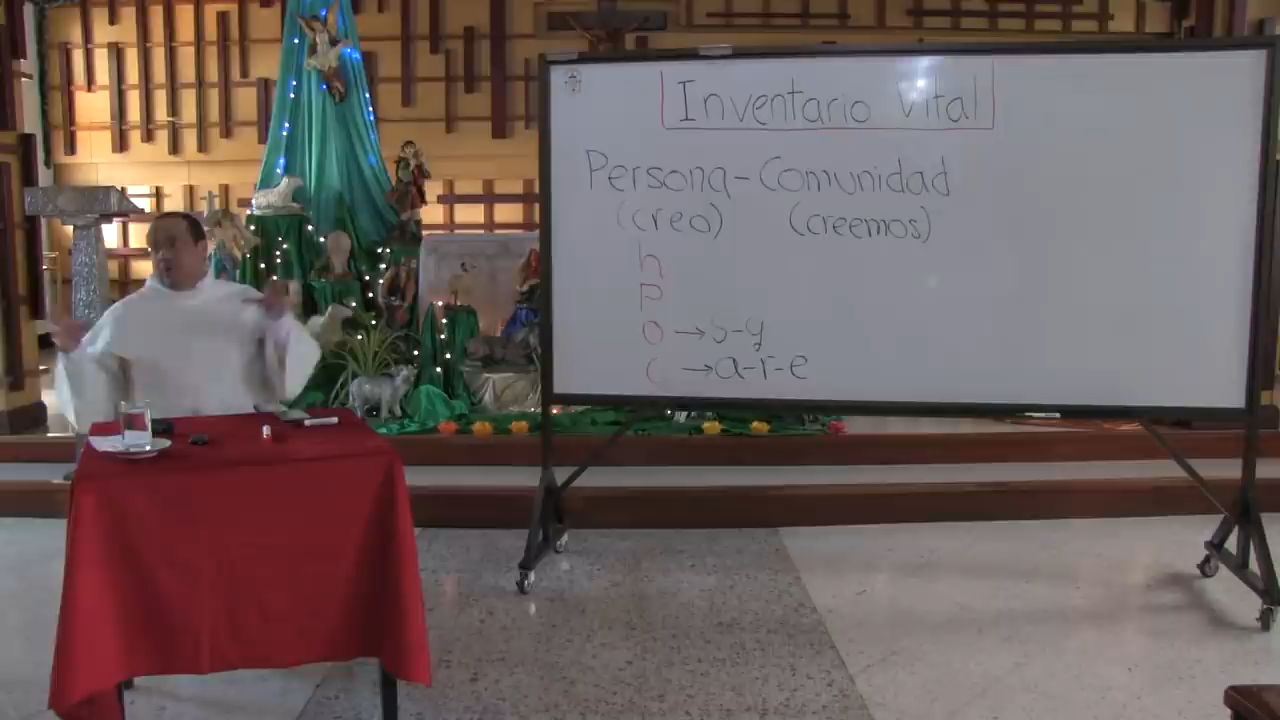 Inventario vital
Persona - Comunidad
(creo) (creemos)
h
P
O → s-g
C → a-r-e